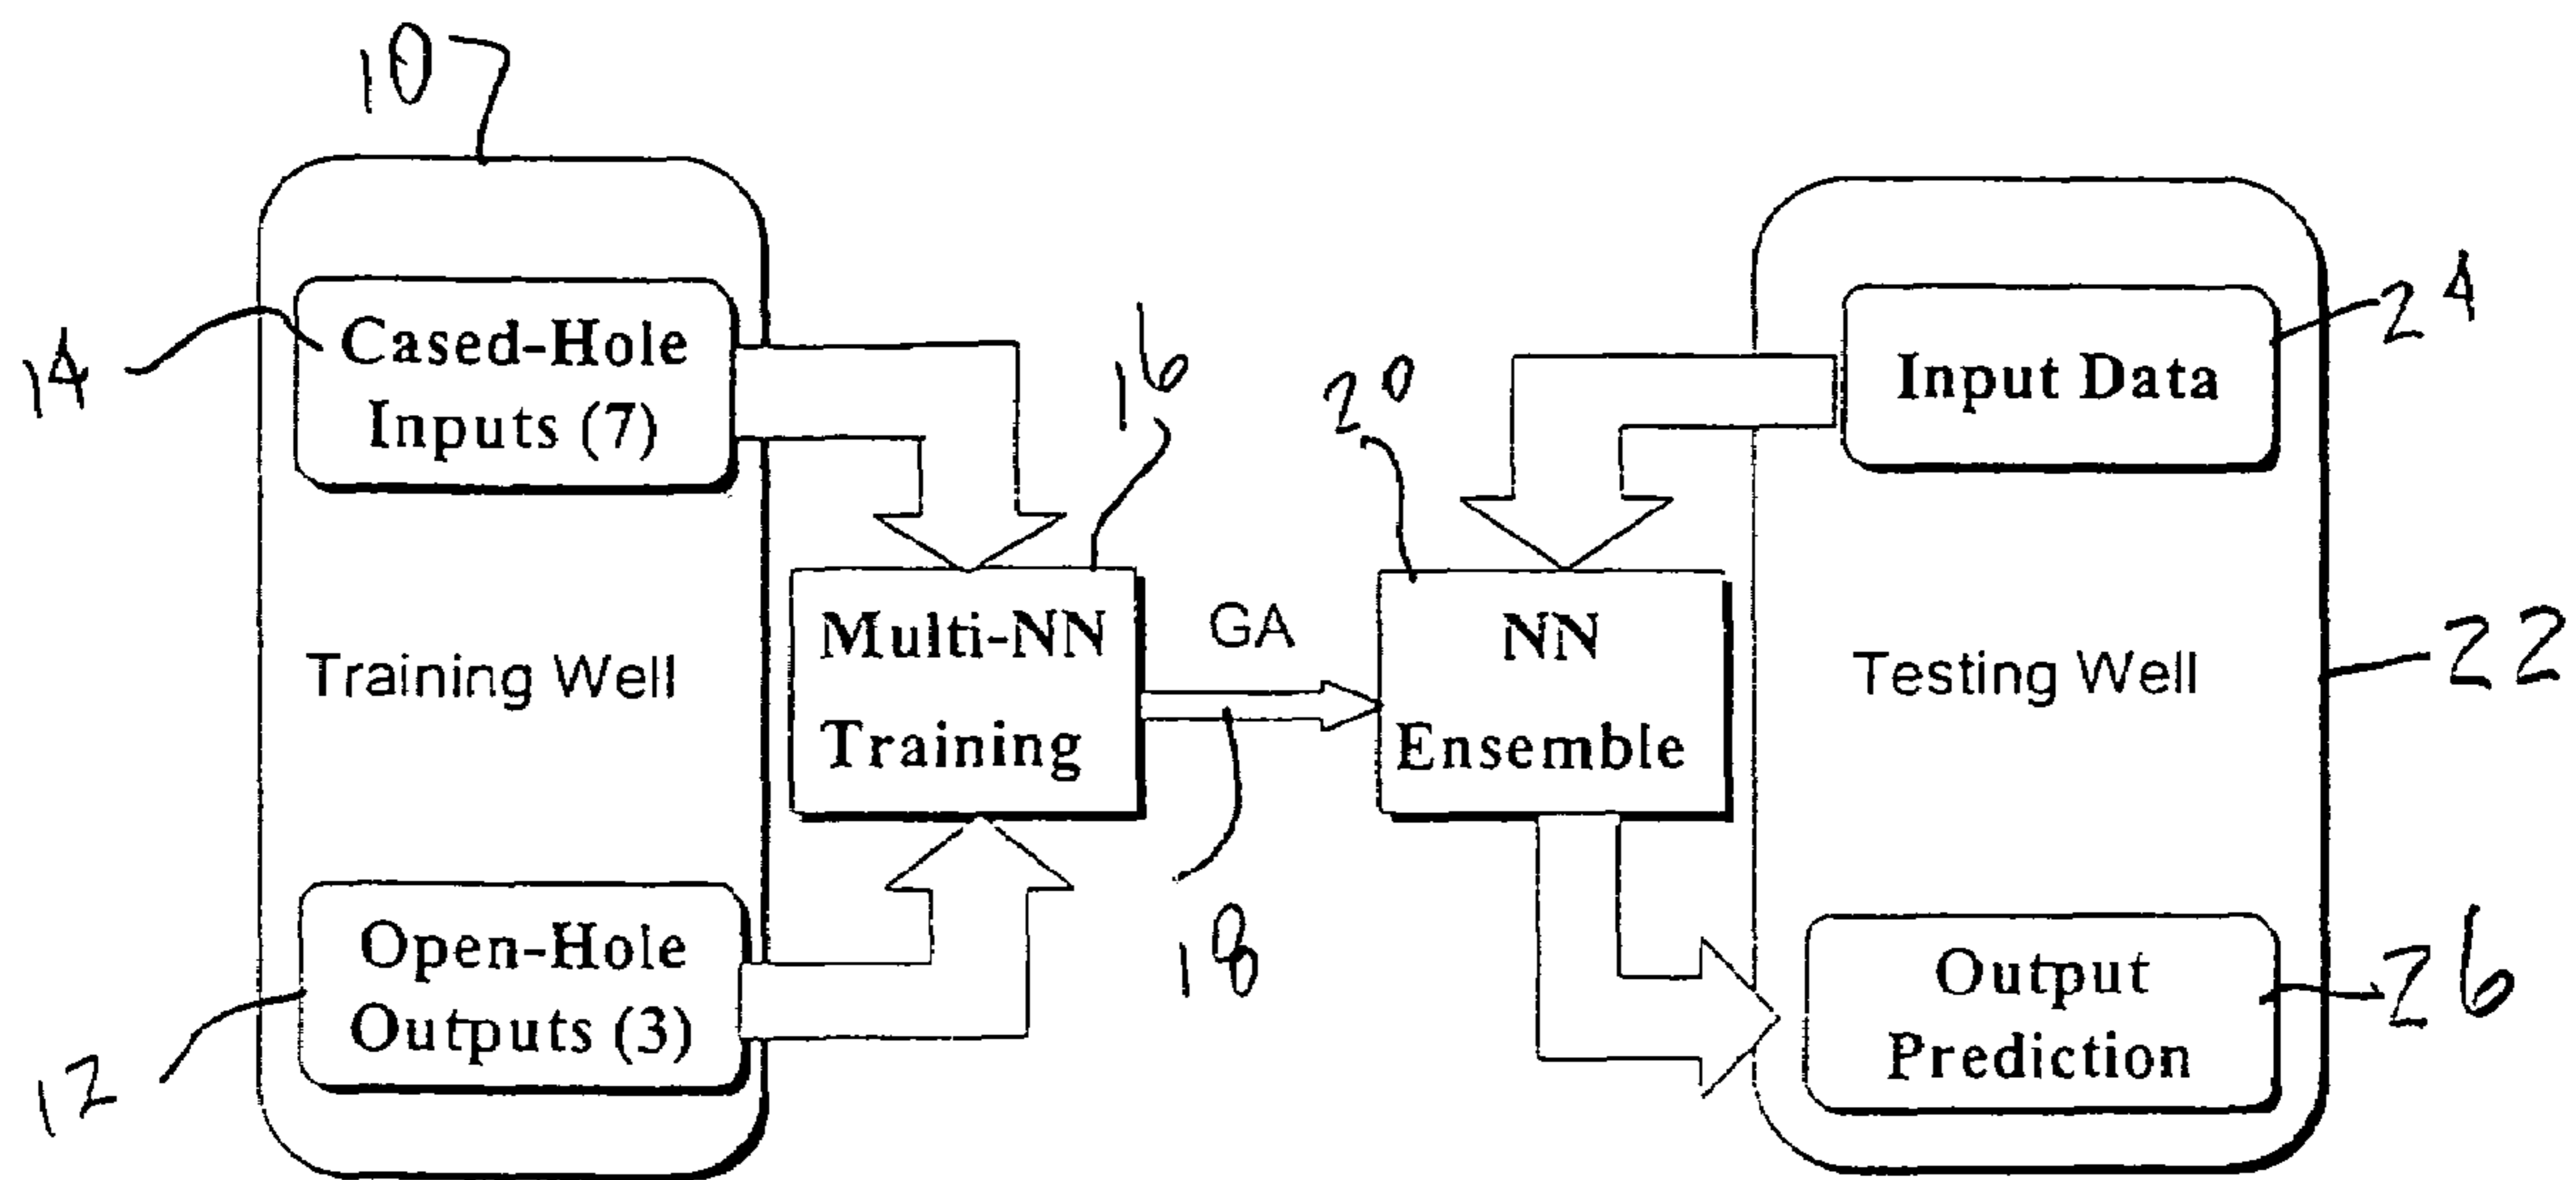 10
14
Cased-Hole
Inputs (7)
Training Well
Open-Hole
Outputs (3)
12
16
Multi-NN
Training
GA
18
20
NN
Ensemble
24
Input Data
Testing Well
22
Output
Prediction
26